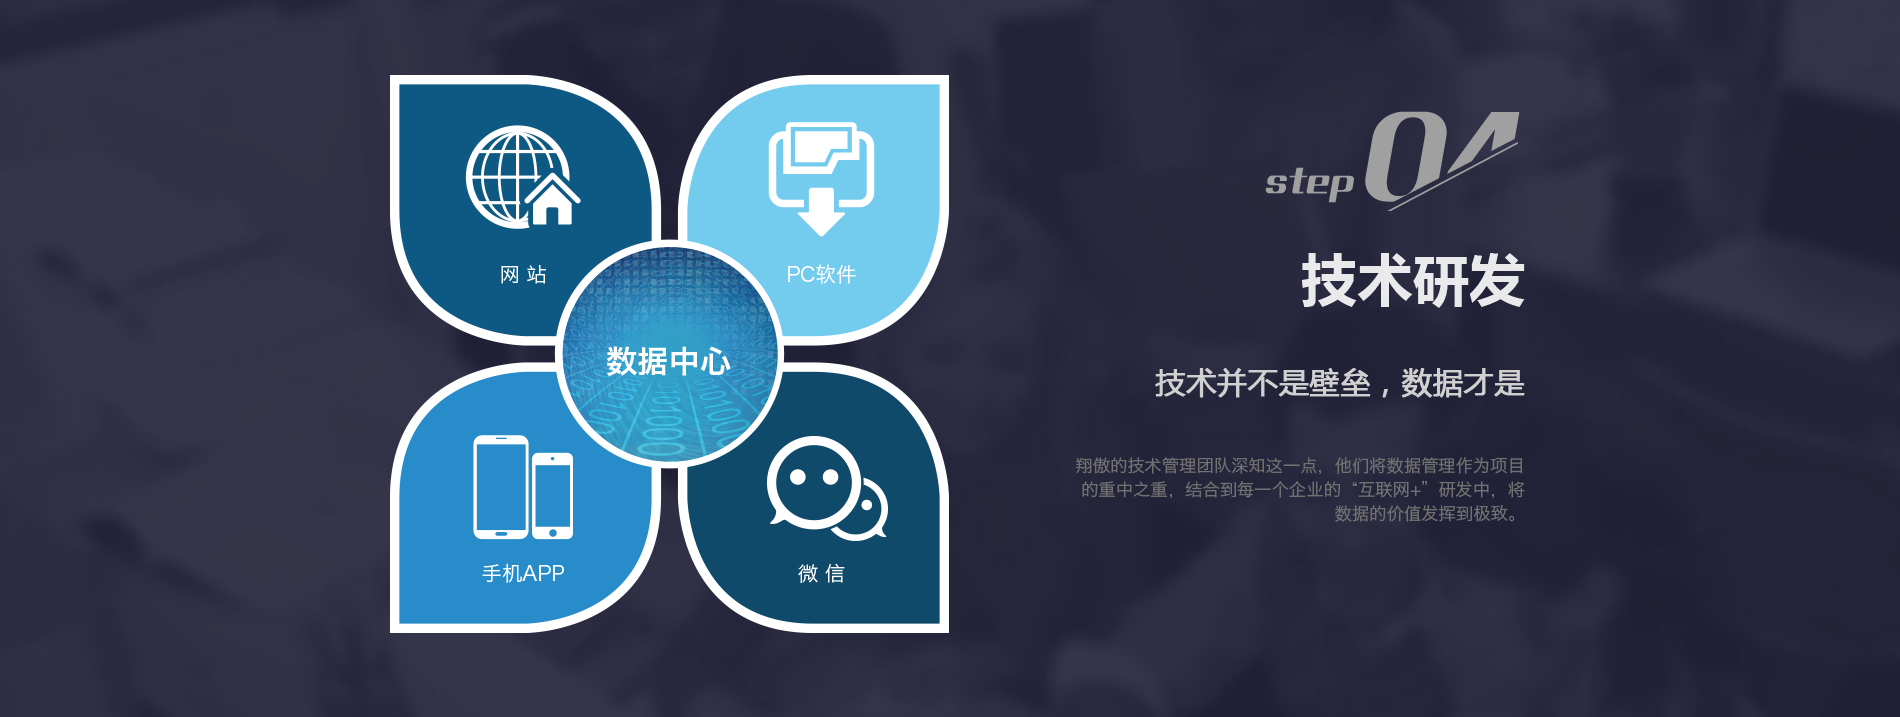 网 站
PC软件
数据中心
手机APP
微 信
step 04
技术研发
技术并不是壁垒，数据才是
翔傲的技术管理团队深知这一点，他们将数据管理作为项目
的重中之重，结合到每一个企业的“互联网+”研发中，将
数据的价值发挥到极致。